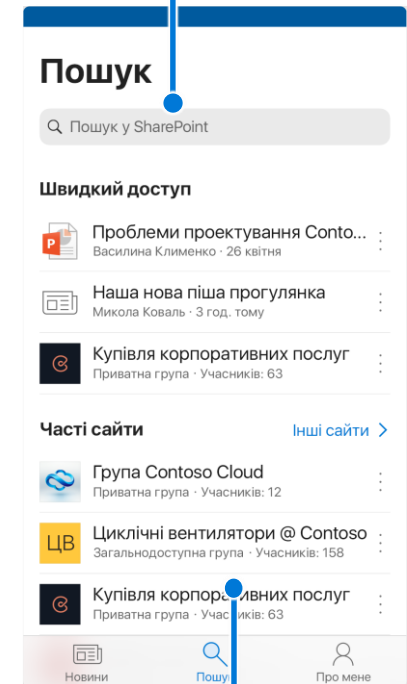 Пошук
Пошук у SharePoint
Швидкий доступ
Проблеми проектування Conto...
Василина Клименко · 26 квітня
Наша нова піша прогулянка
Микола Коваль · 3 год. тому
Купівля корпоративних послуг
Приватна група · Учасників: 63
Часті сайти
Інші сайти
Група Contoso Cloud
Приватна група · Учасників: 12
ЦВ
Циклічні вентилятори @ Contoso
Загальнодоступна група · Учасників: 158
Купівля корпоративних послуг
Приватна група · Учасників: 63
Новини
Пошук
Про мене